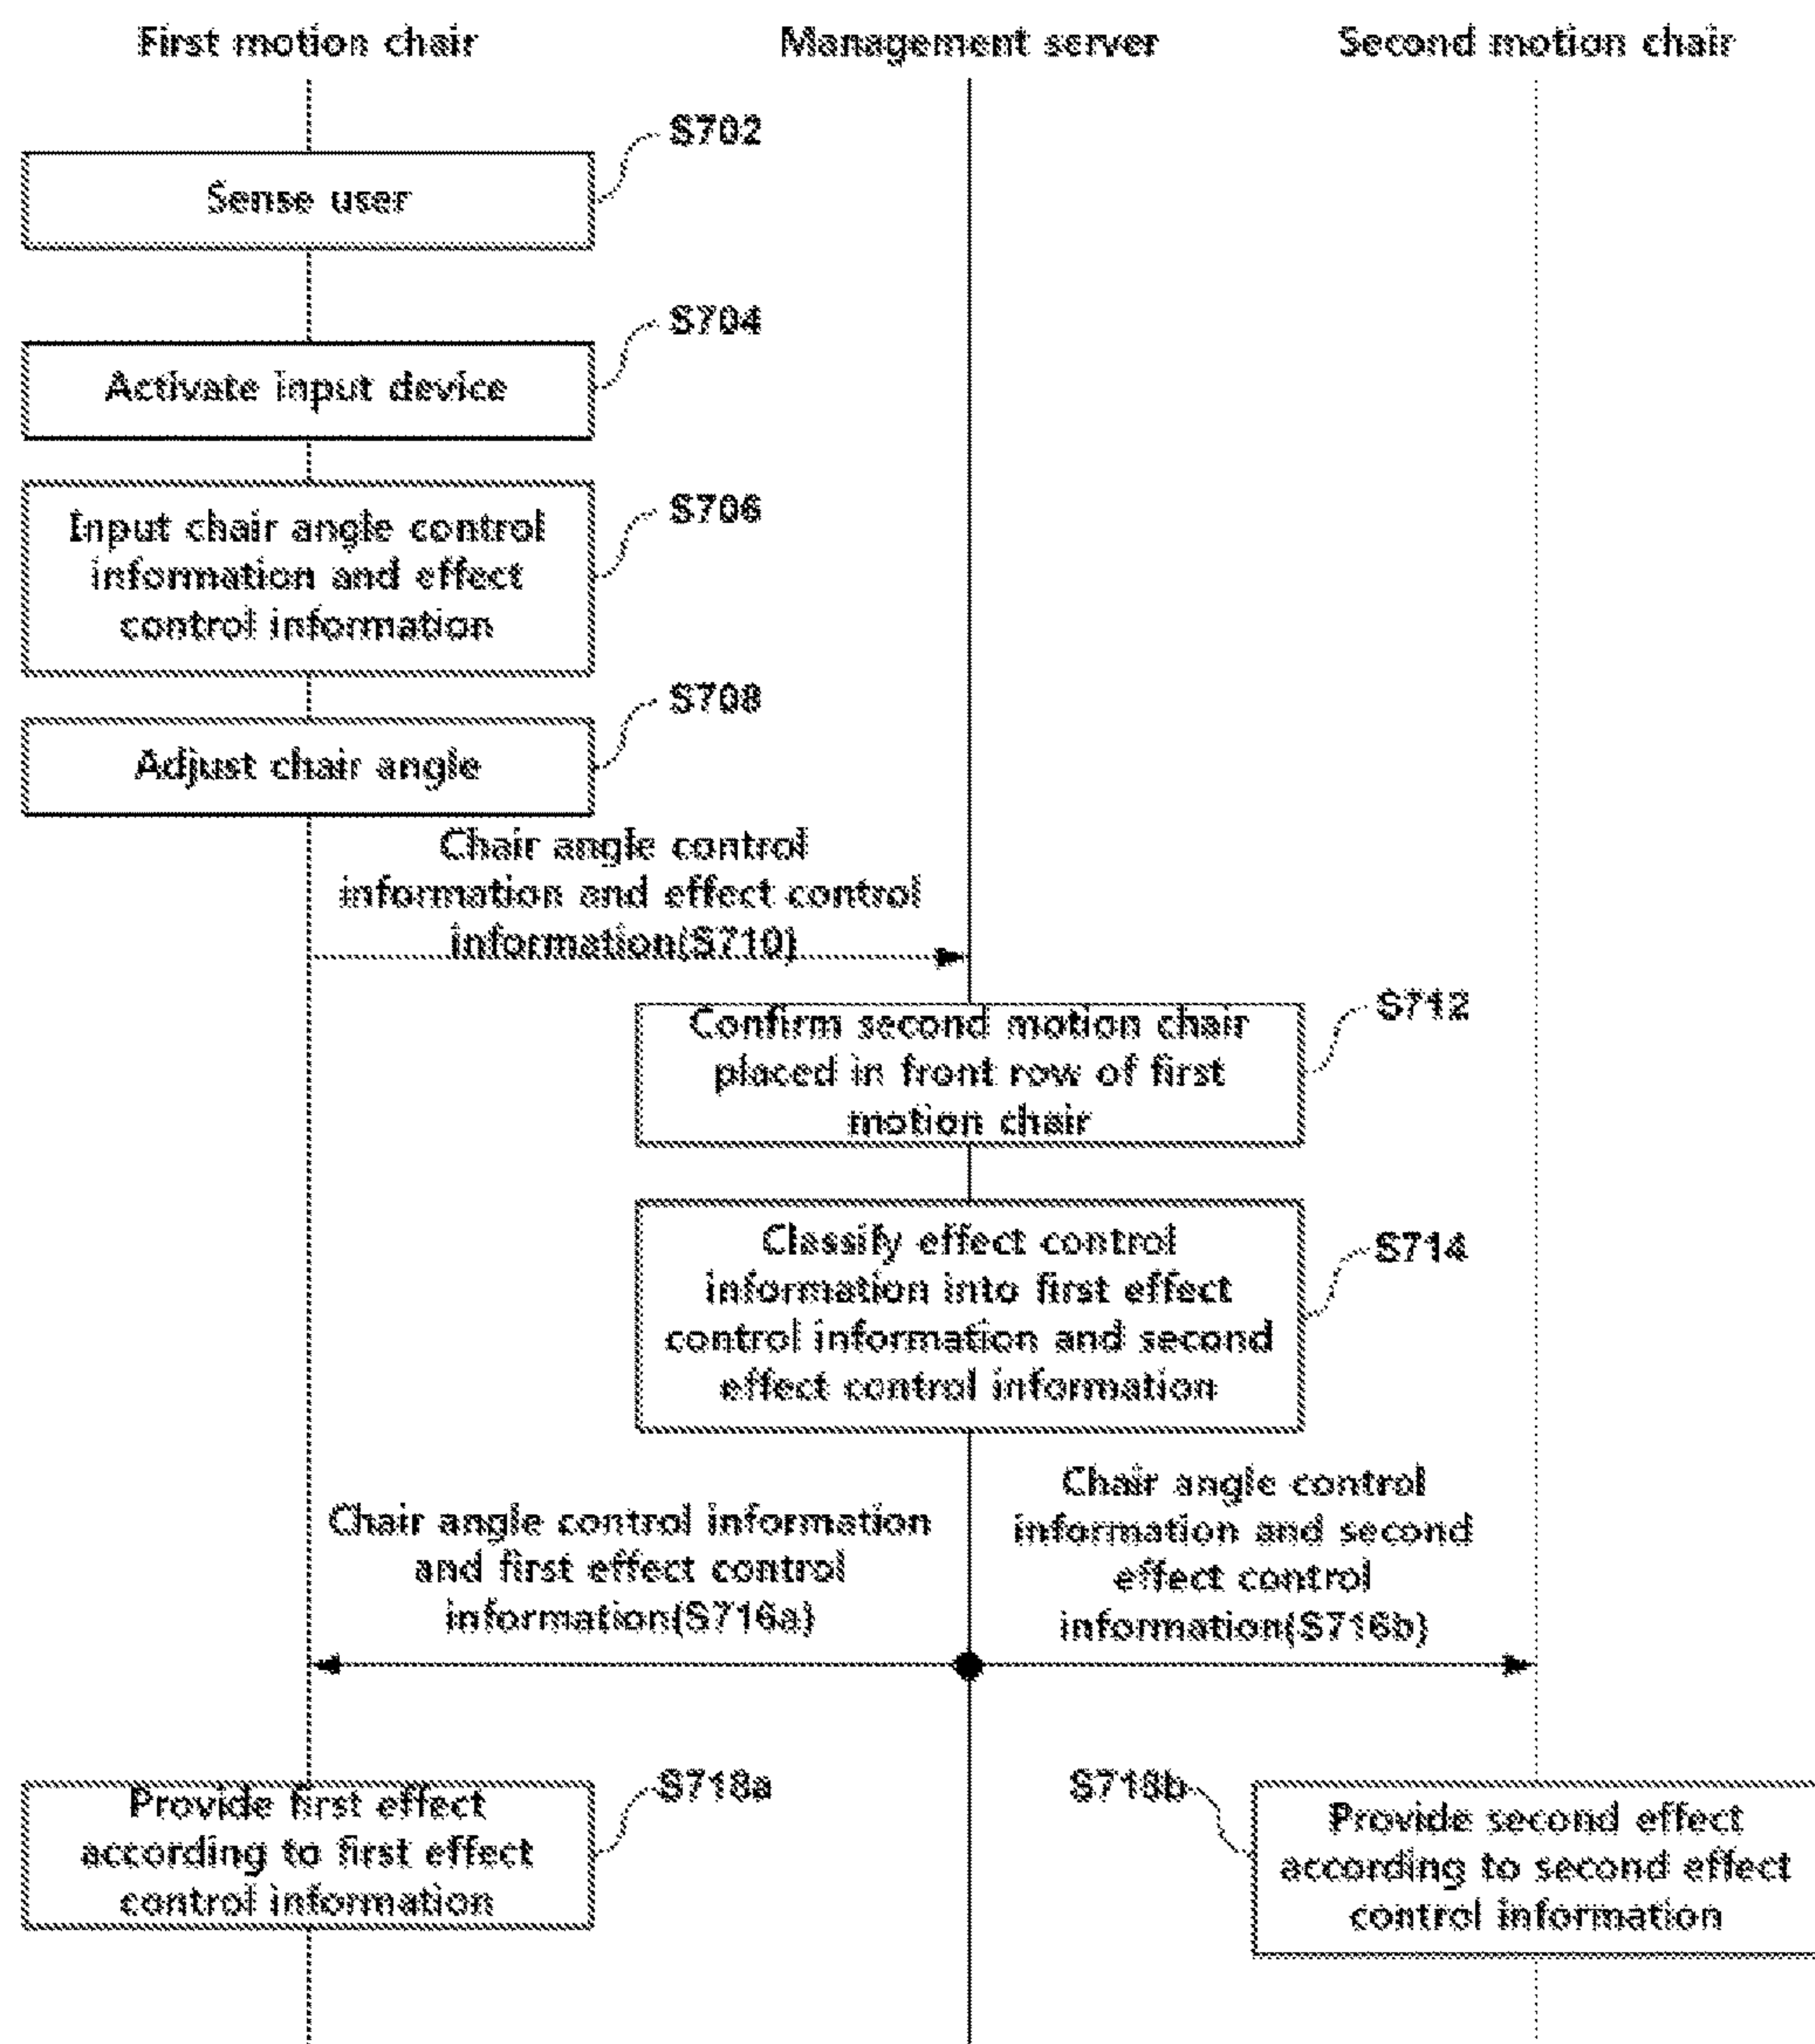 First motion chair
Management server
Second motion chair
S702
Sense user
S704
Activate input device
S706
Input chair angle control
information and effect
control information
S708
Adjust chair angle
Chair angle control
information and effect control
information(S710)
S712
Confirm second motion chair
placed in front row of first
motion chair
S714
Classify effect control
information into first effect
control information and second
effect control information
Chair angle control information
and first effect control
information(S716a)
Chair angle control
information and second
effect control
information(S716b)
S718a
Provide first effect
according to first effect
control information
S718b
Provide second effect
according to second effect
control information